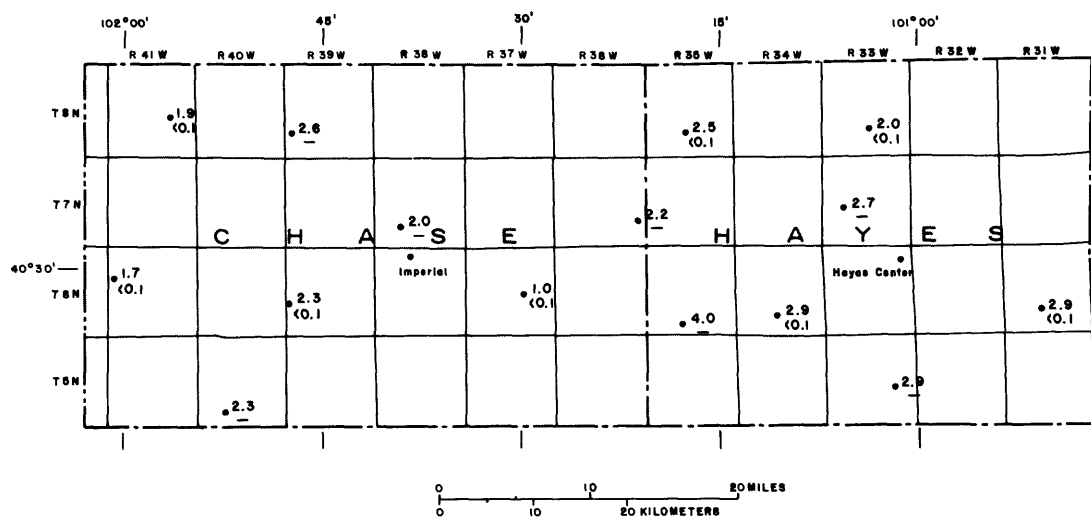 102°00' 45' 30' 15' 101°00'
R 41 W R 40 W R 39 W R 38 W R 37 W R 38 W R 35 W R 34 W R 33 W R 32 W R 31 W
T 8 N
1.9
<0.1
2.6
–
2.5
<0.1
2.0
<0.1
T 7 N
2.0
–
2.2
–
2.7
–
C H A S E H A Y E S
40°30'
Imperial
Hayes Center
T 6 N
1.7
<0.1
2.3
<0.1
1.0
<0.1
4.0
–
2.9
<0.1
2.9
<0.1
T 5 N
2.3
–
2.9
–
0 10 20 MILES
0 10 20 KILOMETERS